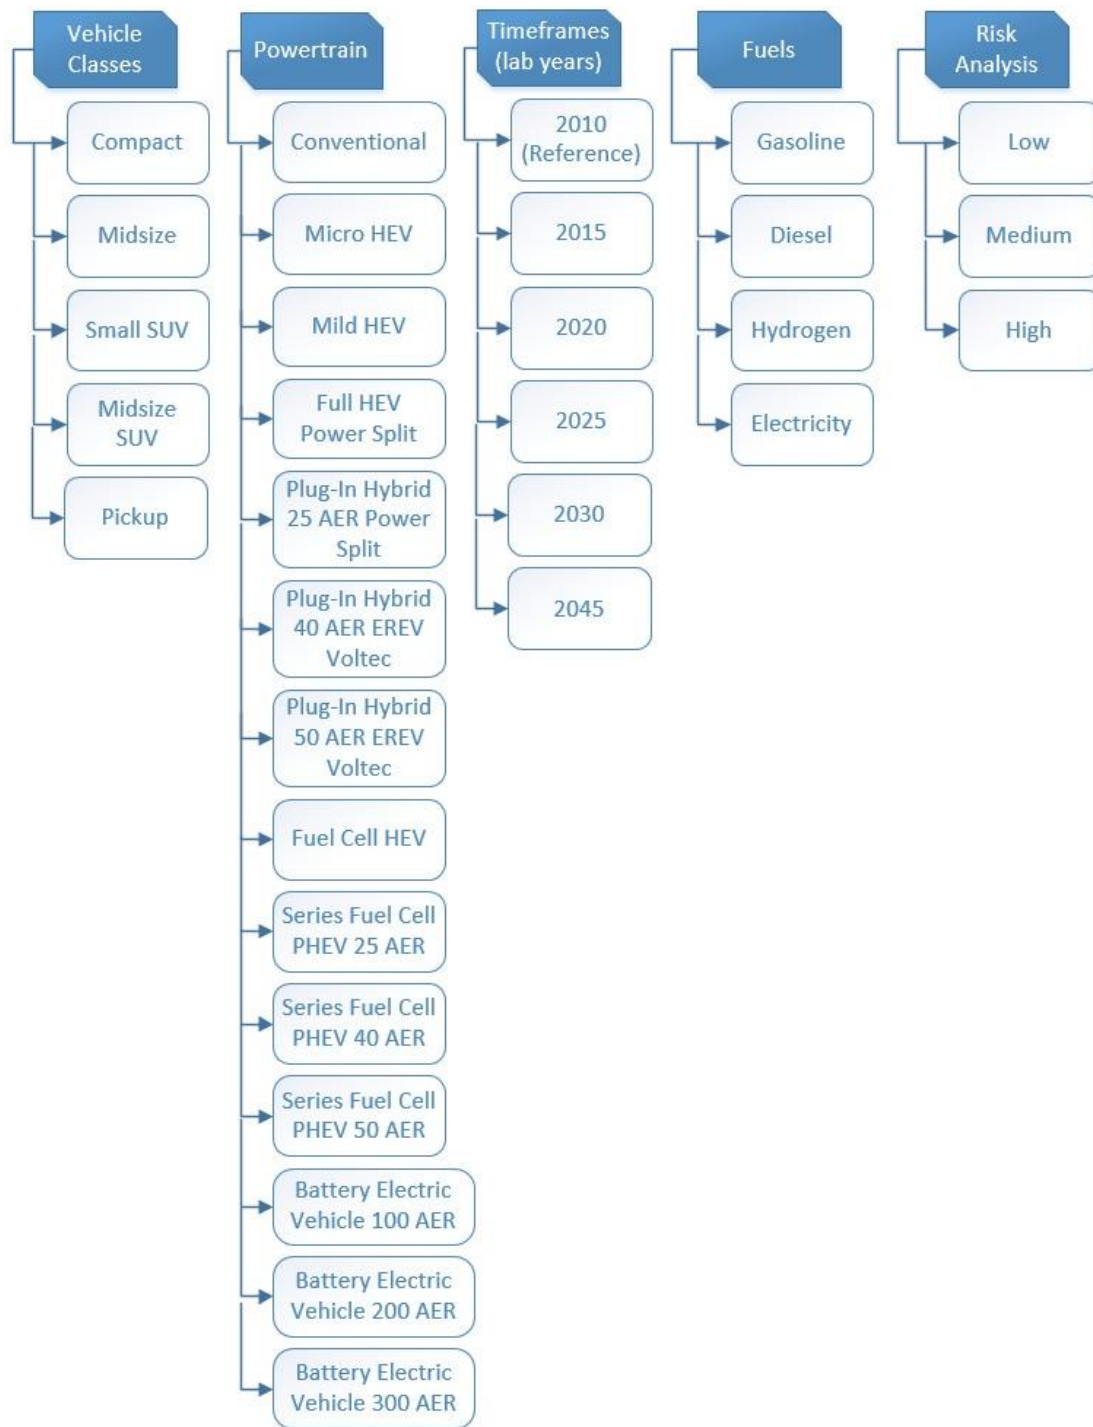 Vehicle
Classes
Compact
Midsize
Small SUV
Midsize
SUV
Pickup
Powertrain
Conventional
Micro HEV
Mild HEV
Full HEV
Power Split
Plug-In Hybrid
25 AER Power
Split
Plug-In Hybrid
40 AER EREV
Voltec
Plug-In Hybrid
50 AER EREV
Voltec
Fuel Cell HEV
Series Fuel Cell
PHEV 25 AER
Series Fuel Cell
PHEV 40 AER
Series Fuel Cell
PHEV 50 AER
Battery Electric
Vehicle 100 AER
Battery Electric
Vehicle 200 AER
Battery Electric
Vehicle 300 AER
Timeframes
(lab years)
2010
(Reference)
2015
2020
2025
2030
2045
Fuels
Gasoline
Diesel
Hydrogen
Electricity
Risk
Analysis
Low
Medium
High